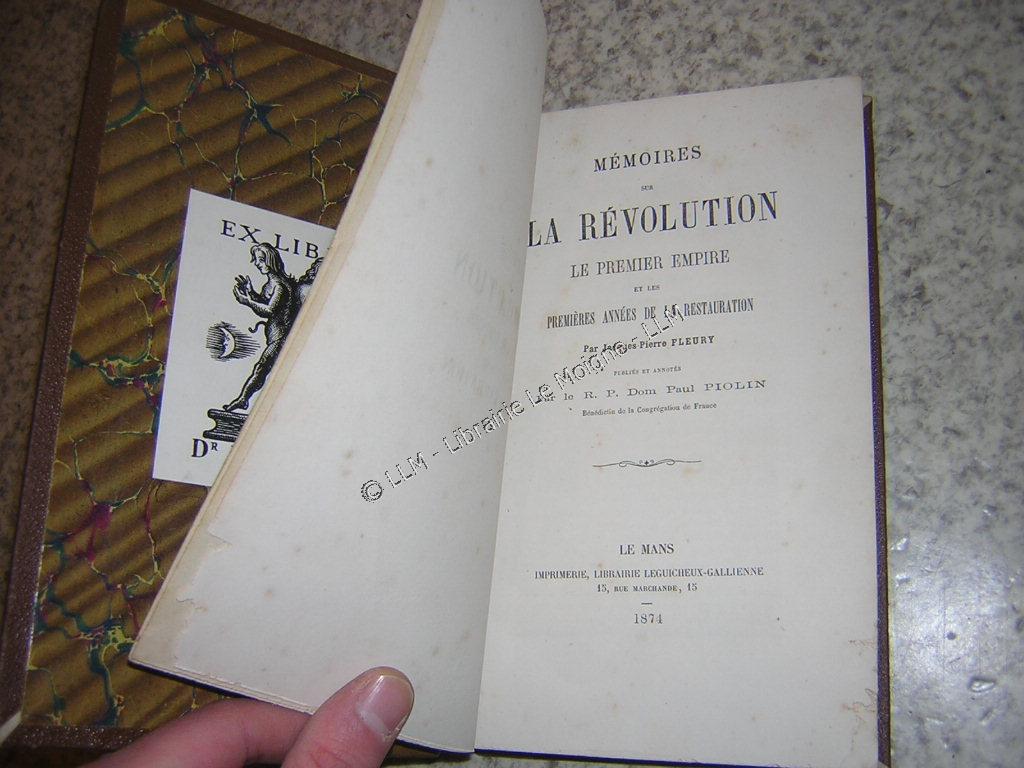 EX LIB
DR
MÉMOIRES
SUR
LA RÉVOLUTION
LE PREMIER EMPIRE
ET LES
PREMIÈRES ANNÉES DE LA RESTAURATION
Par Jacques-Pierre FLEURY
PUBLIÉS ET ANNOTÉS
Par le R. P. Dom Paul PIOLIN
Bénédictin de la Congrégation de France
LE MANS
IMPRIMERIE, LIBRAIRIE LEGUICHEUX-GALLIENNE
15, RUE MARCHANDE, 15
1874
© LLM - Librairie Le Moigne - LLM